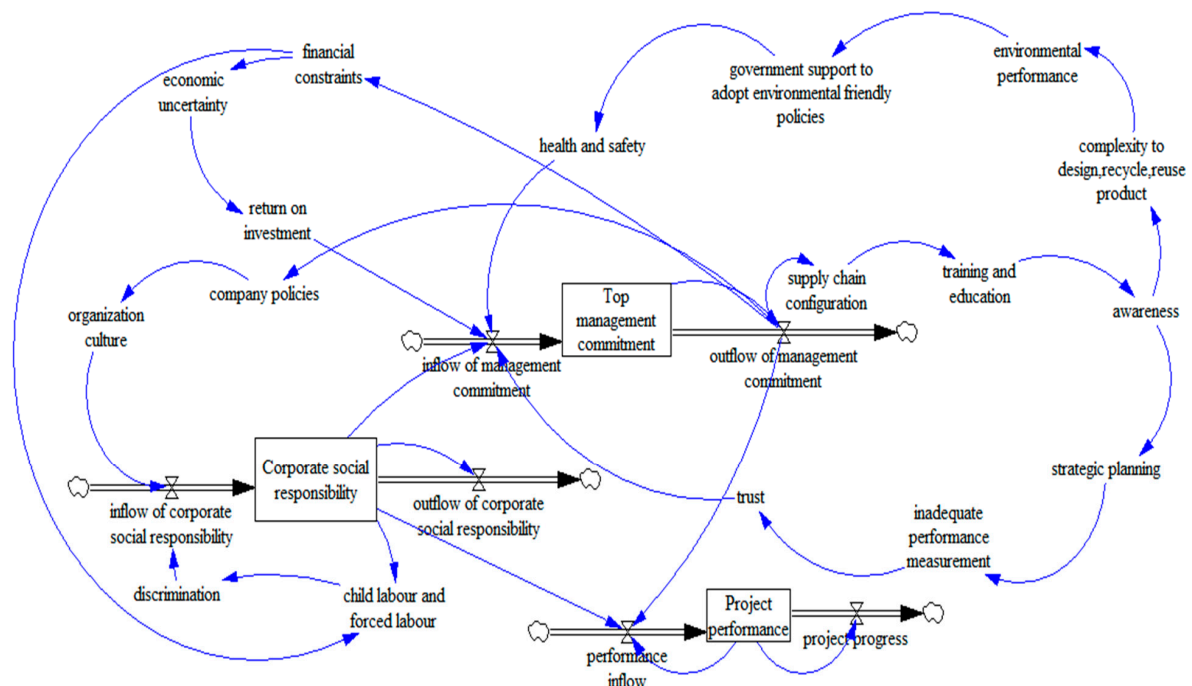 financial
constraints
economic
uncertainty
return on
investment
company policies
organization
culture
health and safety
government support to
adopt environmental friendly
policies
environmental
performance
complexity to
design,recycle,reuse
product
supply chain
configuration
training and
education
awareness
Top
management
commitment
inflow of management
commitment
outflow of management
commitment
Corporate social
responsibility
inflow of corporate
social responsibility
outflow of corporate
social responsibility
trust
strategic planning
inadequate
performance
measurement
discrimination
child labour and
forced labour
Project
performance
performance
inflow
project progress